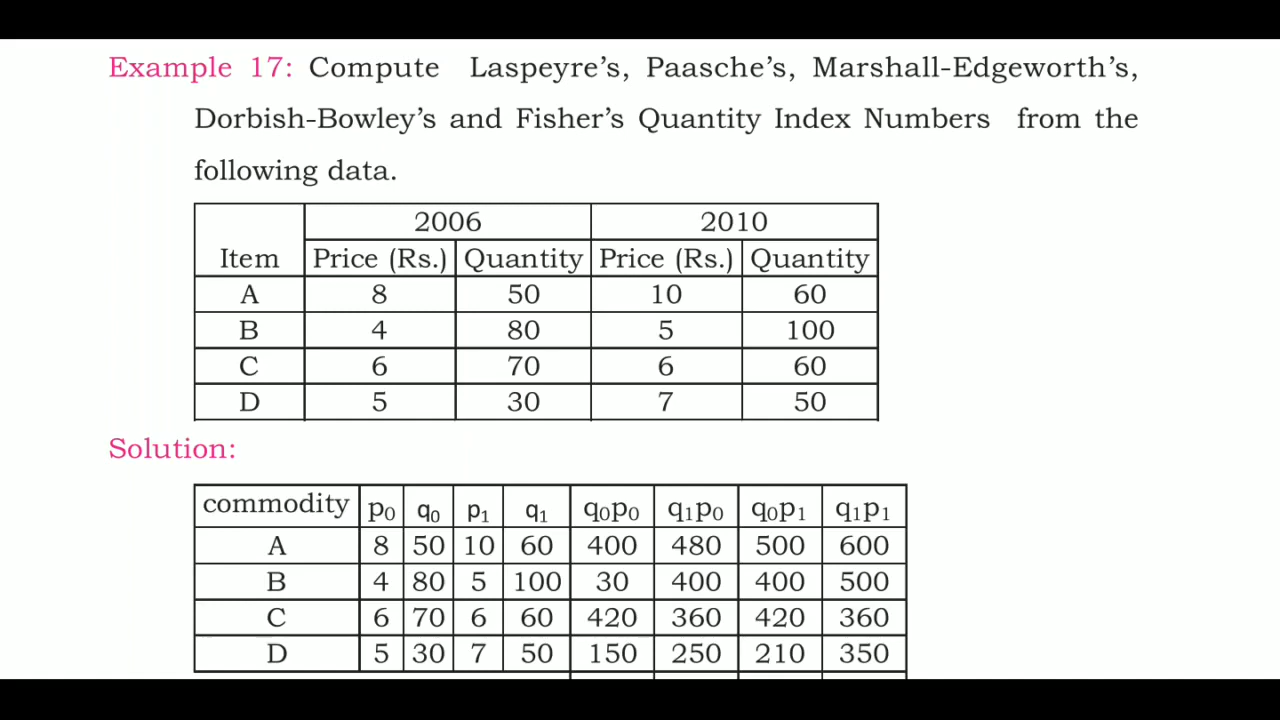 Example 17: Compute Laspeyre’s, Paasche’s, Marshall-Edgeworth’s,
Dorbish-Bowley’s and Fisher’s Quantity Index Numbers from the
following data.
Item 2006 2010
Price (Rs.) Quantity Price (Rs.) Quantity
A 8 50 10 60
B 4 80 5 100
C 6 70 6 60
D 5 30 7 50
Solution:
commodity p₀ q₀ p₁ q₁ q₀p₀ q₁p₀ q₀p₁ q₁p₁
A 8 50 10 60 400 480 500 600
B 4 80 5 100 30 400 400 500
C 6 70 6 60 420 360 420 360
D 5 30 7 50 150 250 210 350